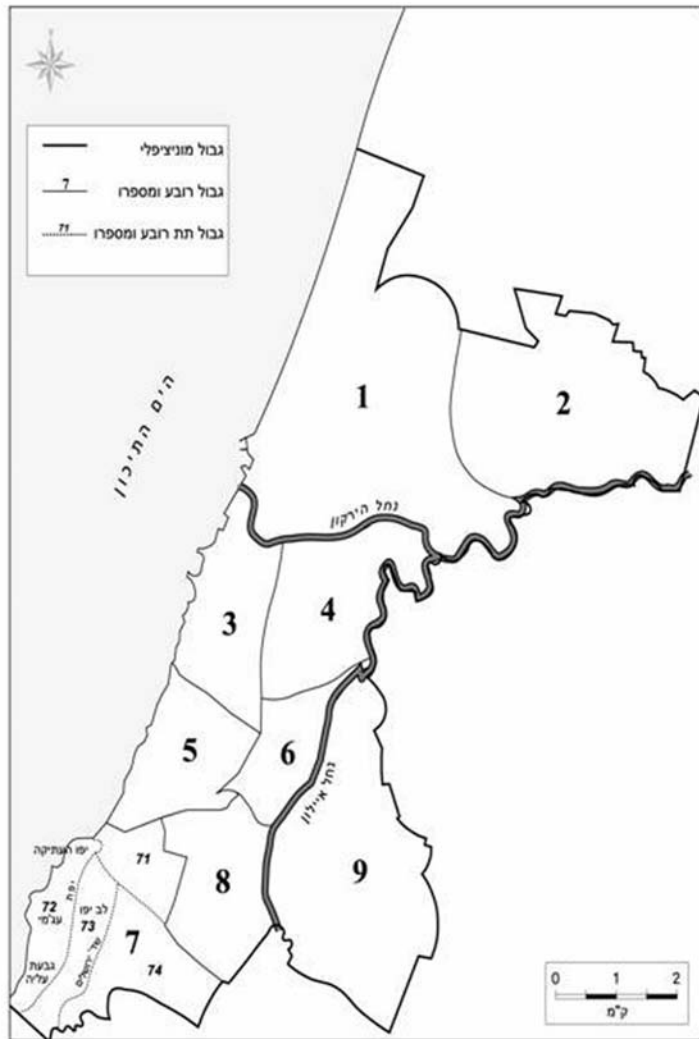 גבול מוניציפלי
7
גבול רובע ומספרו
71
גבול תת רובע ומספרו
הים התיכון
1
2
נחל הירקון
3
4
5
6
נחל איילון
9
8
יפו העתיקה
71
יפת
72
עג'מי
לב יפו
73
7
שד' ירושלים
גבעת
עליה
74
0 1 2
ק"מ